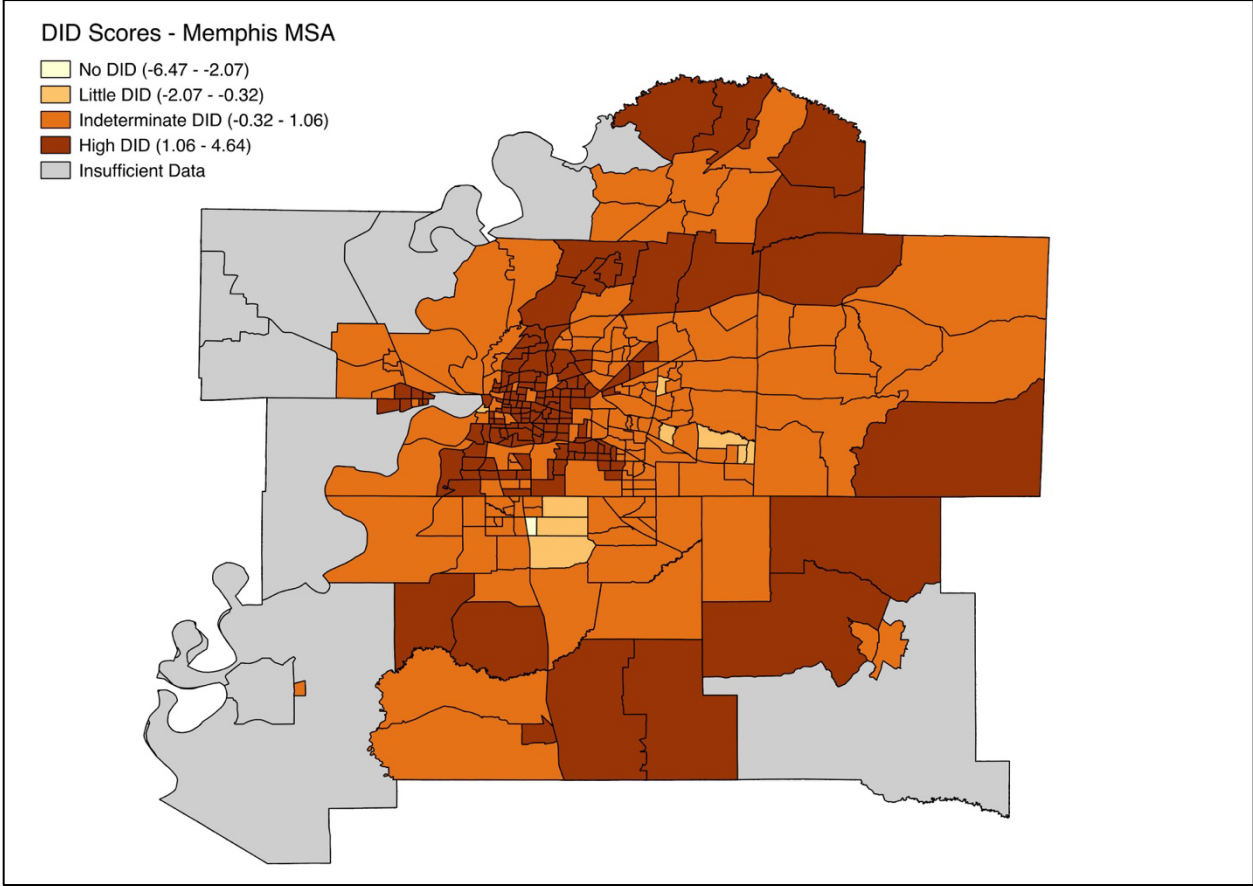 DID Scores - Memphis MSA
No DID (-6.47 - -2.07)
Little DID (-2.07 - -0.32)
Indeterminate DID (-0.32 - 1.06)
High DID (1.06 - 4.64)
Insufficient Data